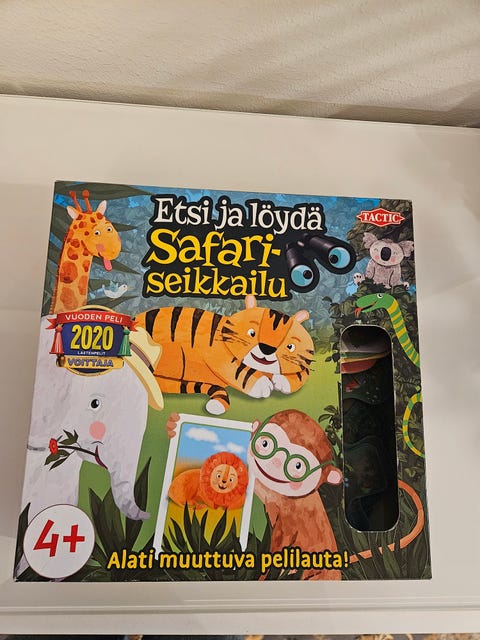 Etsi ja löydä
Safari-
seikkailu
TACTIC
VUODEN PELI
2020
LASTENPELIT
VOITTAJA
4+
Alati muuttuva pelilauta!